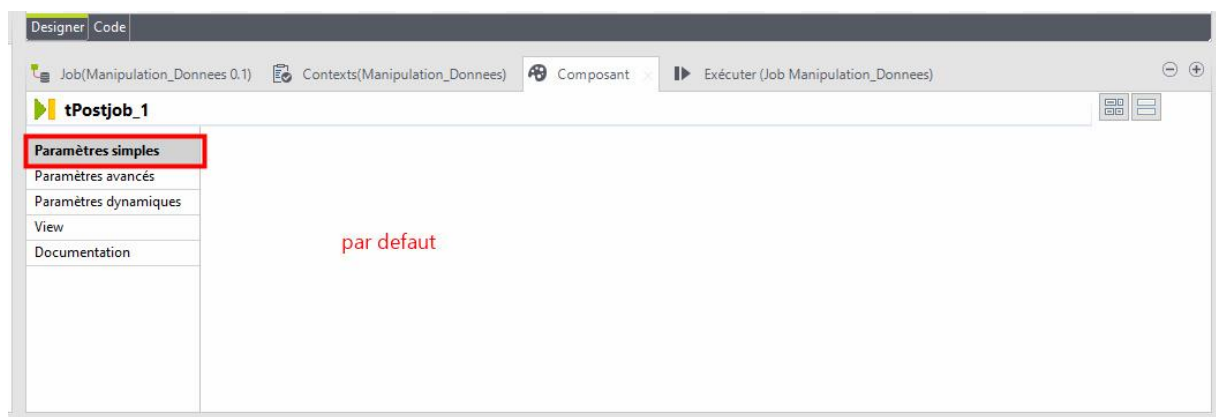 Designer Code
Job(Manipulation_Donnees 0.1) Contexts(Manipulation_Donnees) Composant Exécuter (Job Manipulation_Donnees)
tPostjob_1
Paramètres simples
Paramètres avancés
Paramètres dynamiques
View
par defaut
Documentation